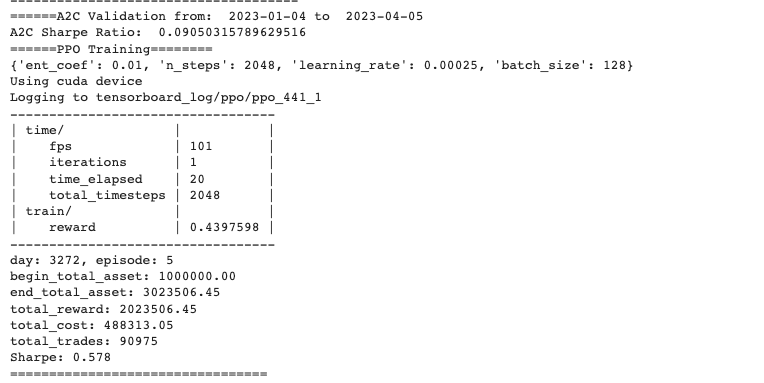 ======A2C Validation from:  2023-01-04 to  2023-04-05
A2C Sharpe Ratio:  0.09050315789629516
======PPO Training========
{'ent_coef': 0.01, 'n_steps': 2048, 'learning_rate': 0.00025, 'batch_size': 128}
Using cuda device
Logging to tensorboard_log/ppo/ppo_441_1
-----------------------------------
| time/              |            |
|    fps             | 101        |
|    iterations      | 1          |
|    time_elapsed    | 20         |
|    total_timesteps | 2048       |
| train/             |            |
|    reward          | 0.4397598  |
-----------------------------------
day: 3272, episode: 5
begin_total_asset: 1000000.00
end_total_asset: 3023506.45
total_reward: 2023506.45
total_cost: 488313.05
total_trades: 90975
Sharpe: 0.578
==================================